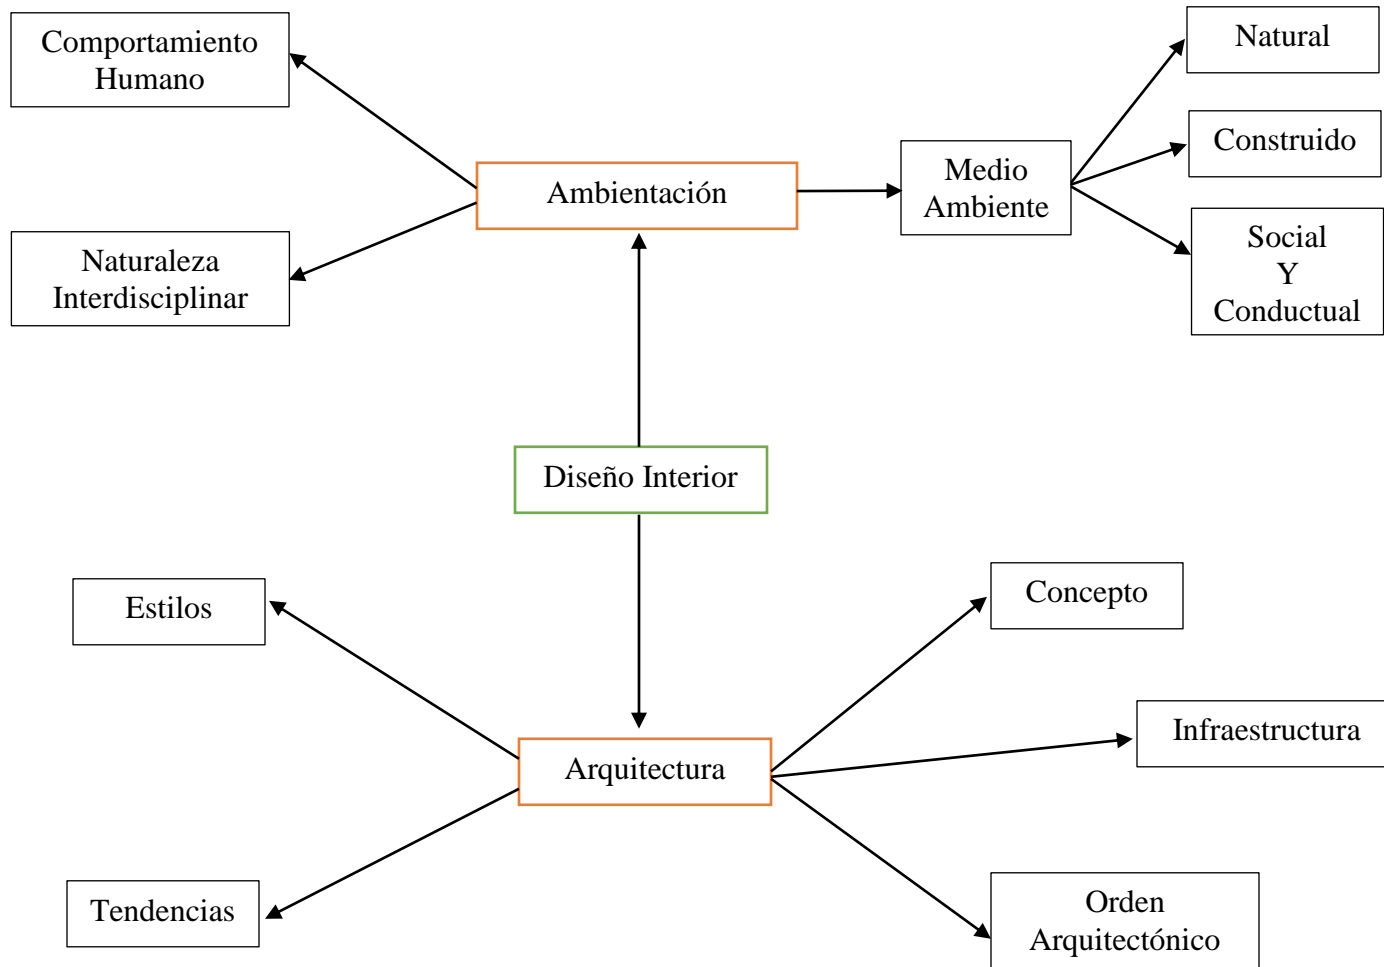 Comportamiento
Humano
Natural
Construido
Ambientación
Medio
Ambiente
Naturaleza
Interdisciplinar
Social
Y
Conductual
Diseño Interior
Estilos
Concepto
Infraestructura
Arquitectura
Tendencias
Orden
Arquitectónico